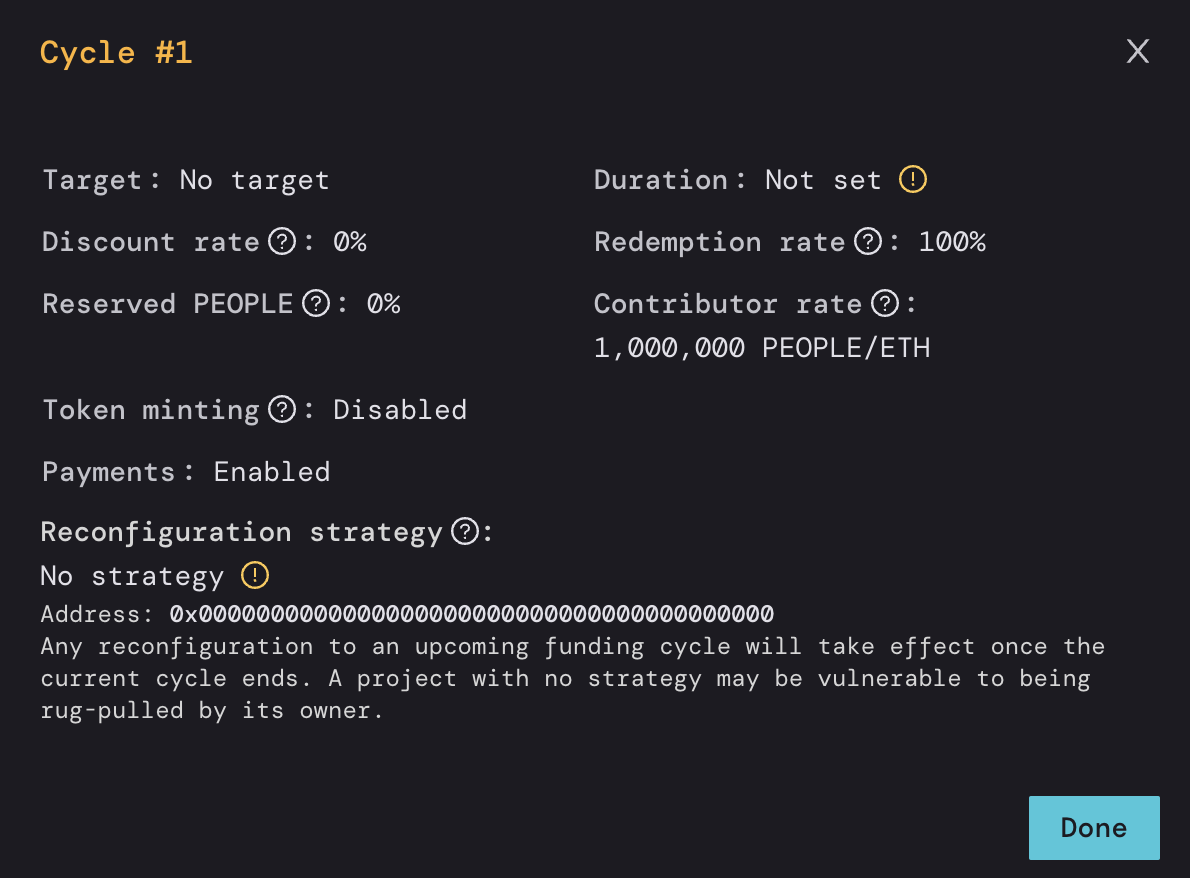 Cycle #1
X
Target: No target
Duration: Not set
Discount rate: 0%
Redemption rate: 100%
Reserved PEOPLE: 0%
Contributor rate:
1,000,000 PEOPLE/ETH
Token minting: Disabled
Payments: Enabled
Reconfiguration strategy:
No strategy
Address: 0x0000000000000000000000000000000000000000
Any reconfiguration to an upcoming funding cycle will take effect once the
current cycle ends. A project with no strategy may be vulnerable to being
rug-pulled by its owner.
Done